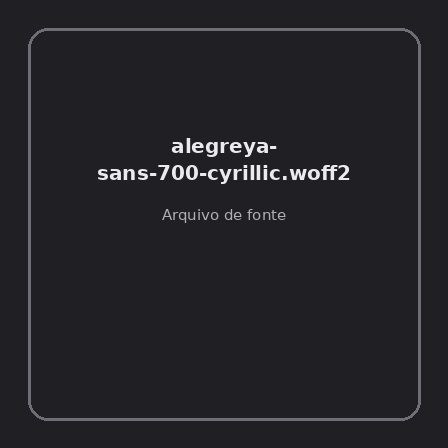 alegreya-
sans-700-cyrillic.woff2
Arquivo de fonte